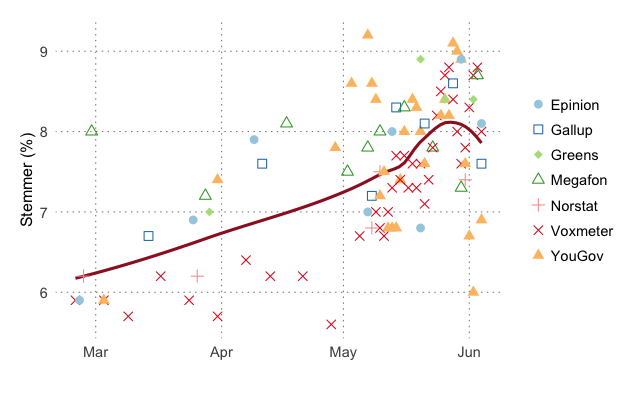 Stemmer (%)
9
8
7
6
Mar
Apr
May
Jun
Epinion
Gallup
Greens
Megafon
Norstat
Voxmeter
YouGov